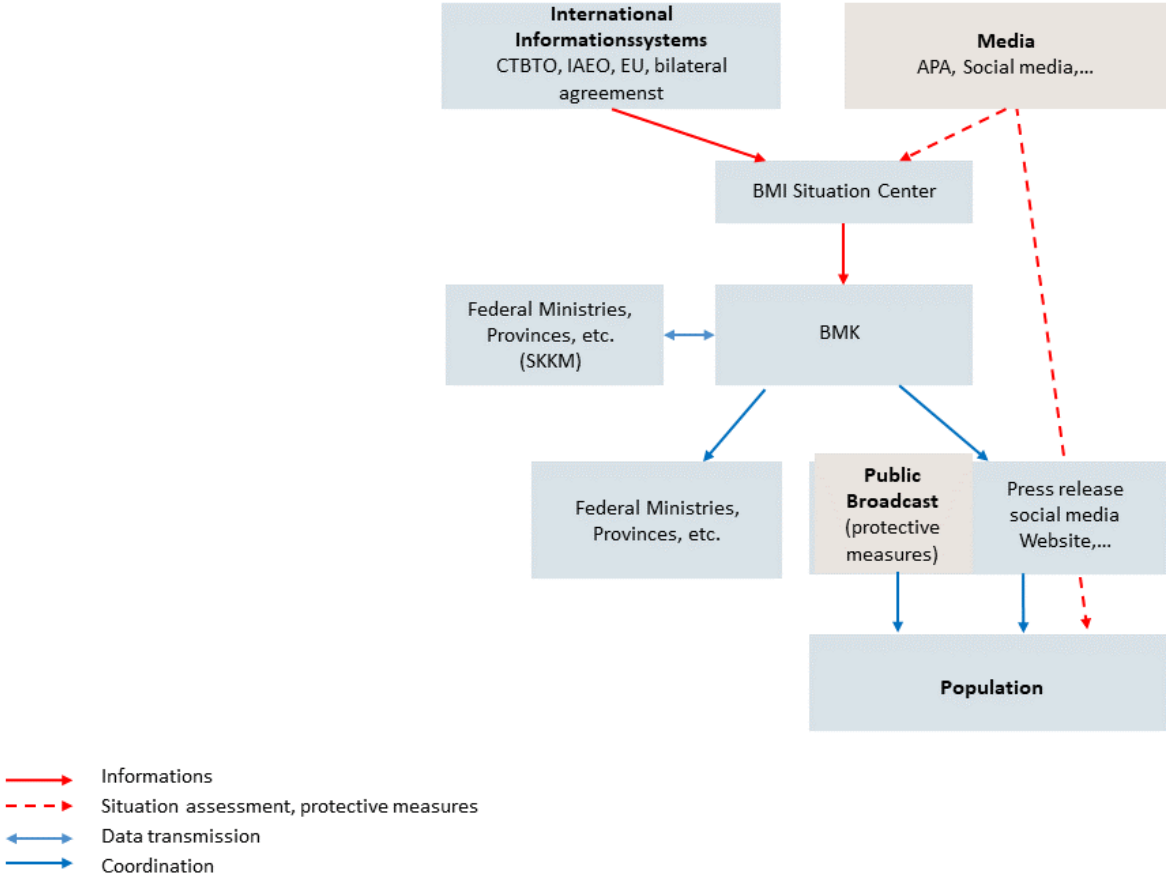 International
Informationssystems
CTBTO, IAEO, EU, bilateral
agreemenst
Media
APA, Social media,...
BMI Situation Center
Federal Ministries,
Provinces, etc.
(SKKM)
BMK
Federal Ministries,
Provinces, etc.
Public
Broadcast
(protective
measures)
Press release
social media
Website,...
Population
Informations
Situation assessment, protective measures
Data transmission
Coordination